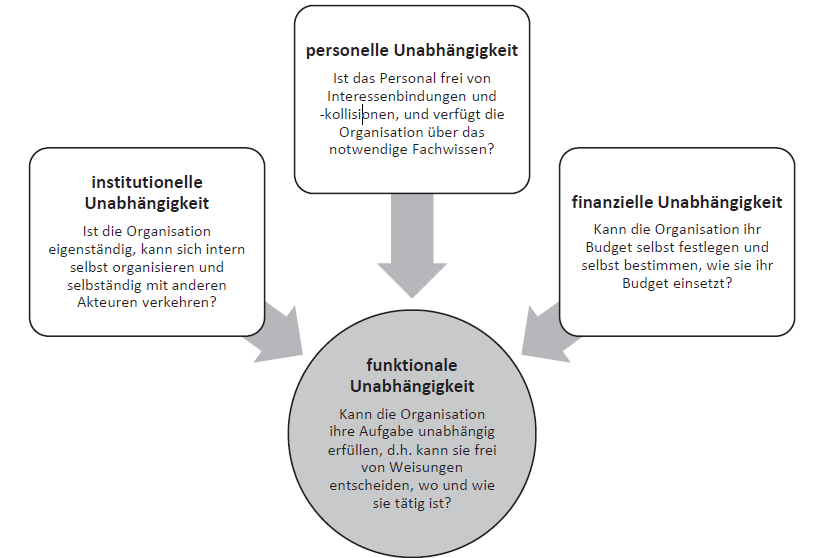 personelle Unabhängigkeit
Ist das Personal frei von
Interessenbindungen und
-kollisionen, und verfügt die
Organisation über das
notwendige Fachwissen?
institutionelle
Unabhängigkeit
Ist die Organisation
eigenständig, kann sich intern
selbst organisieren und
selbständig mit anderen
Akteuren verkehren?
finanzielle Unabhängigkeit
Kann die Organisation ihr
Budget selbst festlegen und
selbst bestimmen, wie sie ihr
Budget einsetzt?
funktionale
Unabhängigkeit
Kann die Organisation
ihre Aufgabe unabhängig
erfüllen, d.h. kann sie frei
von Weisungen
entscheiden, wo und wie
sie tätig ist?